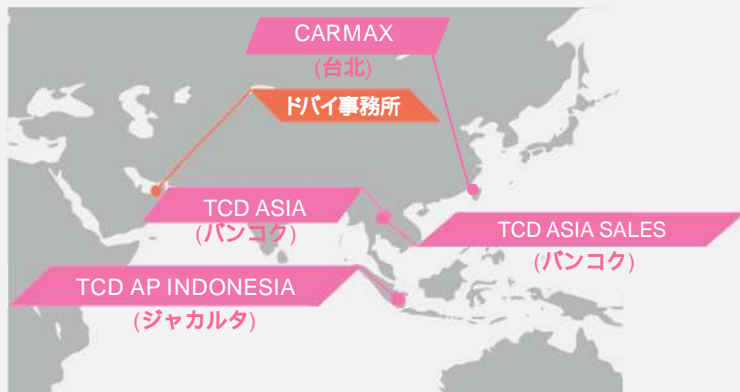 CARMAX
(台北)
ドバイ事務所
TCD ASIA
(バンコク)
TCD ASIA SALES
(バンコク)
TCD AP INDONESIA
(ジャカルタ)